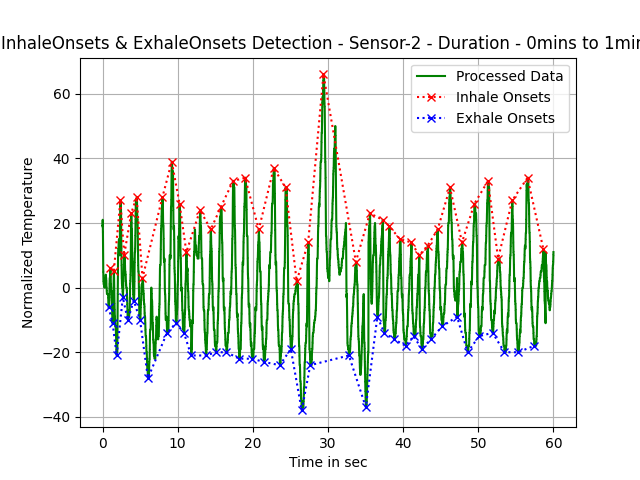 InhaleOnsets & ExhaleOnsets Detection - Sensor-2 - Duration - 0mins to 1min
Processed Data
Inhale Onsets
Exhale Onsets
Normalized Temperature
60
40
20
0
−20
−40
0 10 20 30 40 50 60
Time in sec